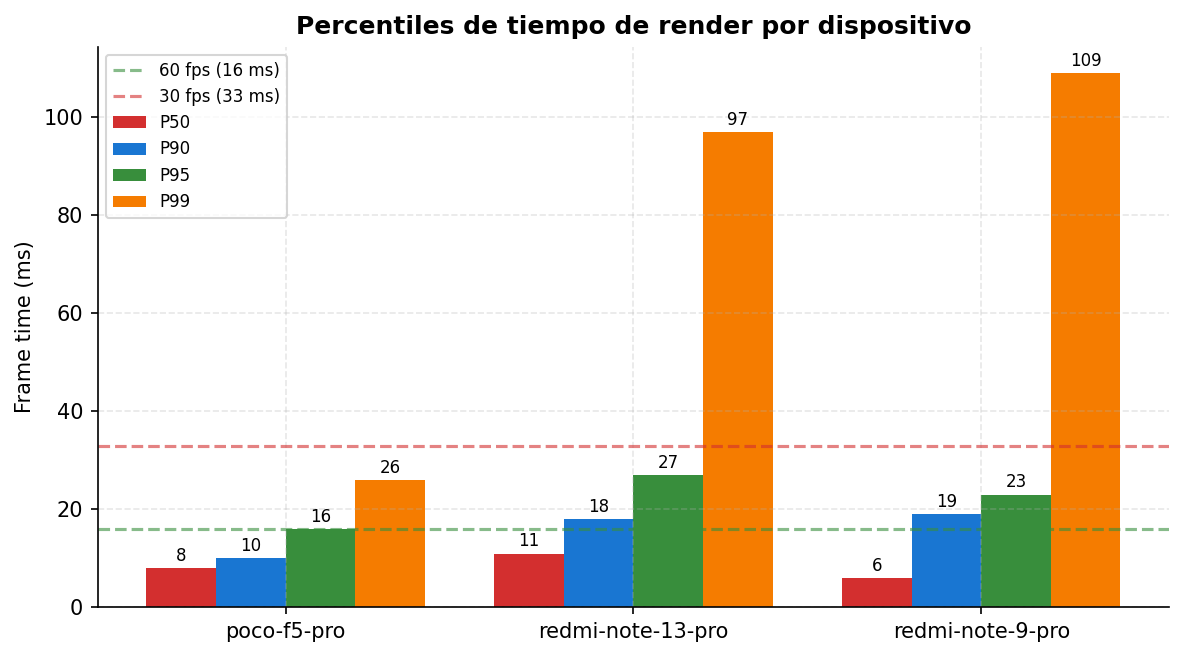 Percentiles de tiempo de render por dispositivo
60 fps (16 ms)
30 fps (33 ms)
P50
P90
P95
P99
Frame time (ms)
100
80
60
40
20
0
8
10
16
26
11
18
27
97
6
19
23
109
poco-f5-pro
redmi-note-13-pro
redmi-note-9-pro